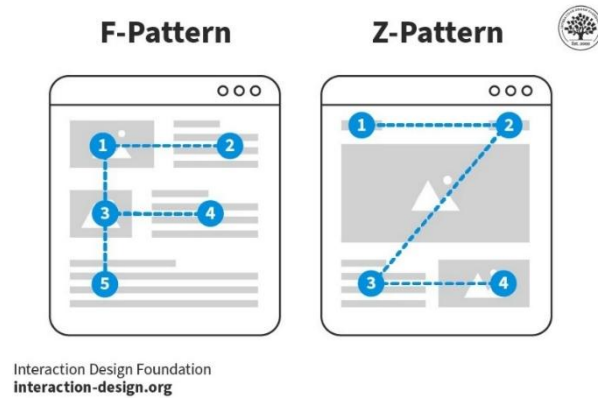 F-Pattern
Z-Pattern
1
2
3
4
5
1
2
3
4
Interaction Design Foundation
interaction-design.org